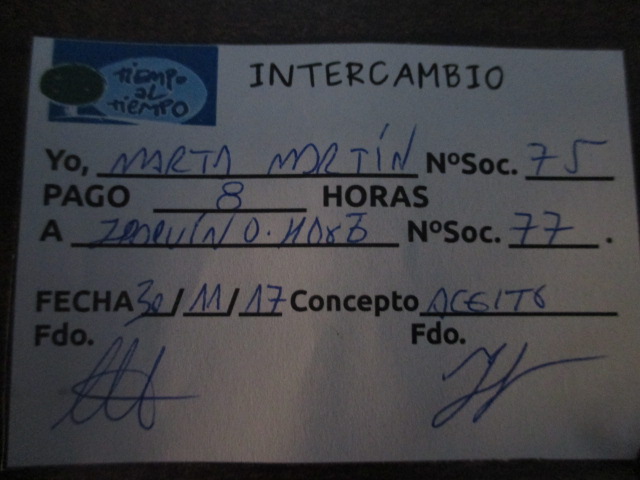 TIEMPO
AL
TIEMPO
INTERCAMBIO
Yo, MARTA MARTÍN NºSoc. 75
PAGO 8 HORAS
A O. NºSoc. 77.
FECHA 30/11/17 Concepto ACEITE
Fdo. Fdo.